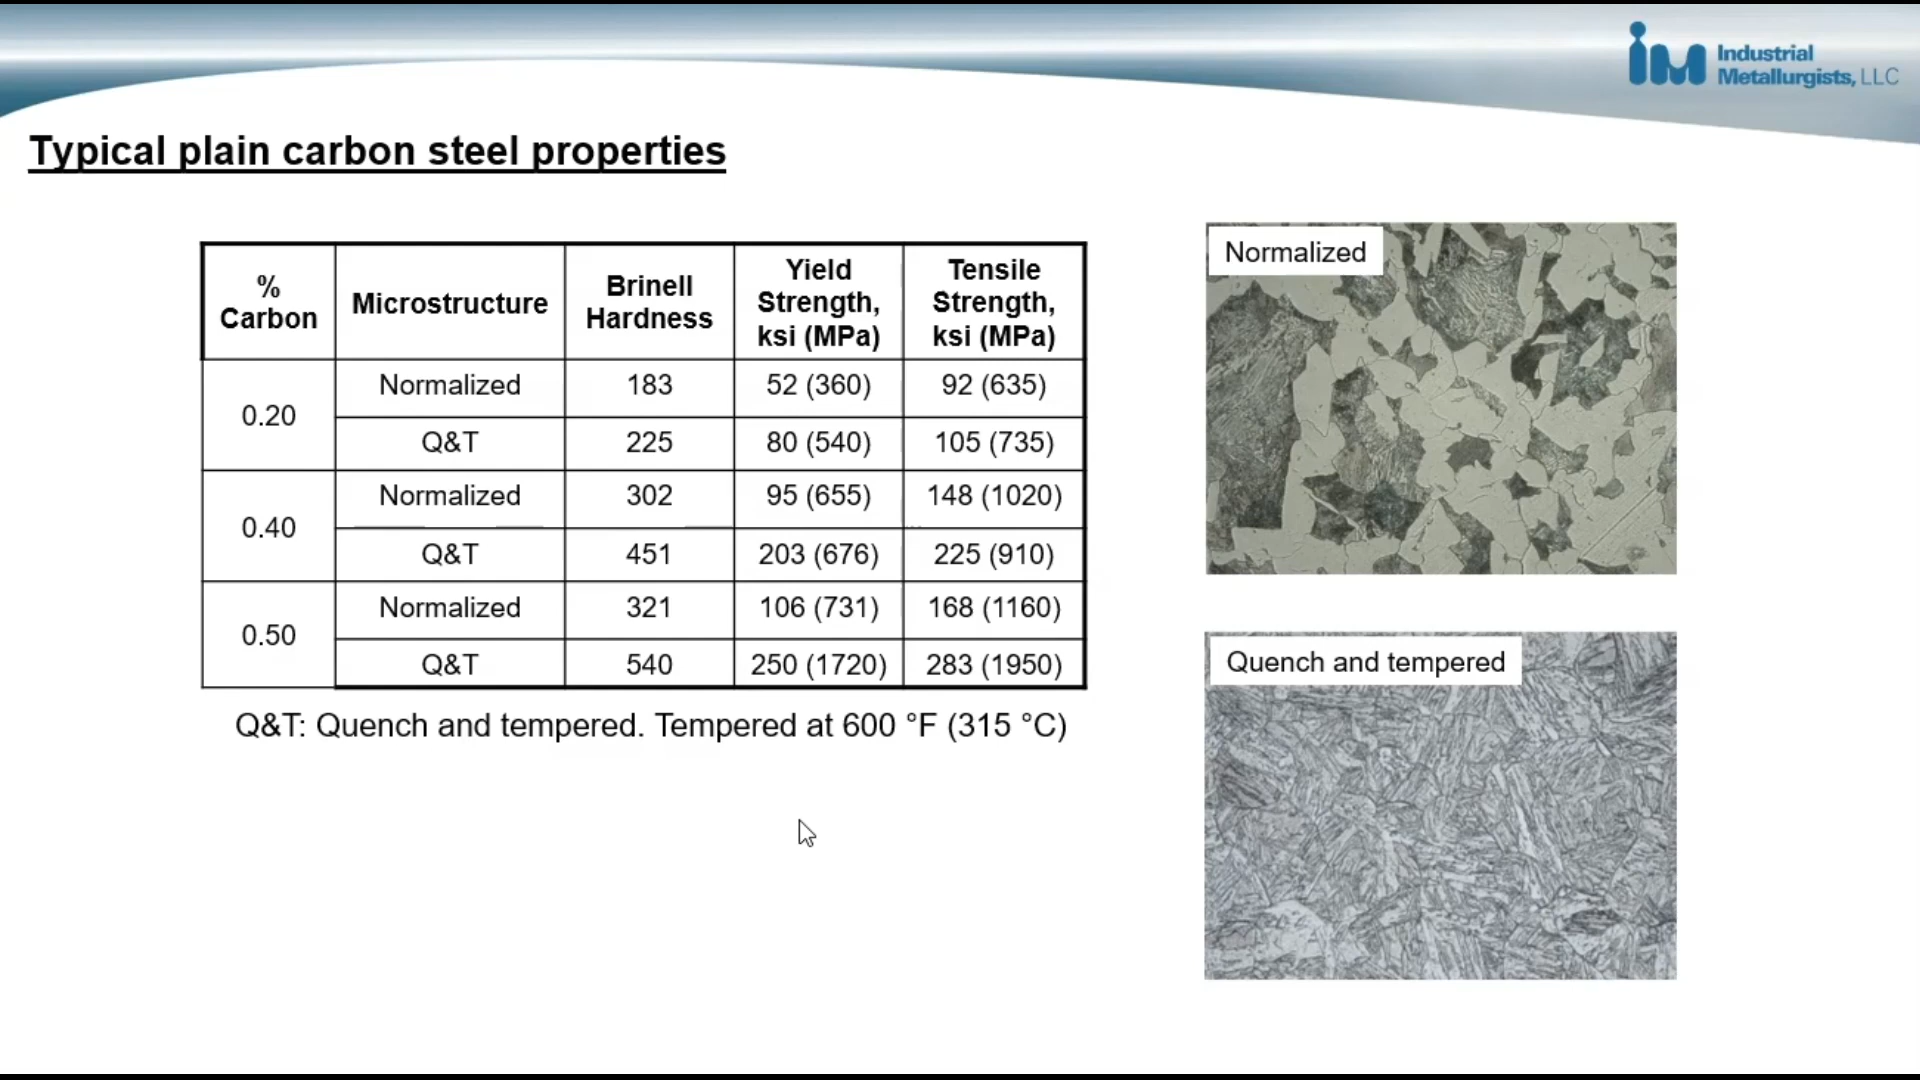 Industrial
Metallurgists, LLC
Typical plain carbon steel properties
% Carbon Microstructure Brinell Hardness Yield Strength, ksi (MPa) Tensile Strength, ksi (MPa)
0.20 Normalized 183 52 (360) 92 (635)
Q&T 225 80 (540) 105 (735)
0.40 Normalized 302 95 (655) 148 (1020)
Q&T 451 203 (676) 225 (910)
0.50 Normalized 321 106 (731) 168 (1160)
Q&T 540 250 (1720) 283 (1950)
Q&T: Quench and tempered. Tempered at 600 °F (315 °C)
Normalized
Quench and tempered